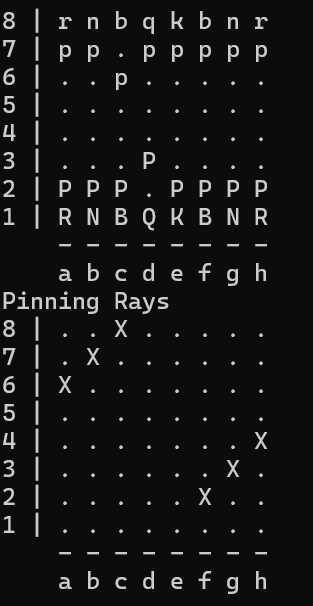 8 | r n b q k b n r
7 | p p . p p p p p
6 | . . p . . . . .
5 | . . . . . . . .
4 | . . . . . . . .
3 | . . . P . . . .
2 | P P P . P P P P
1 | R N B Q K B N R
    - - - - - - - -
    a b c d e f g h
Pinning Rays
8 | . . X . . . . .
7 | . X . . . . . .
6 | X . . . . . . .
5 | . . . . . . . .
4 | . . . . . . . X
3 | . . . . . . X .
2 | . . . . . X . .
1 | . . . . . . . .
    - - - - - - - -
    a b c d e f g h